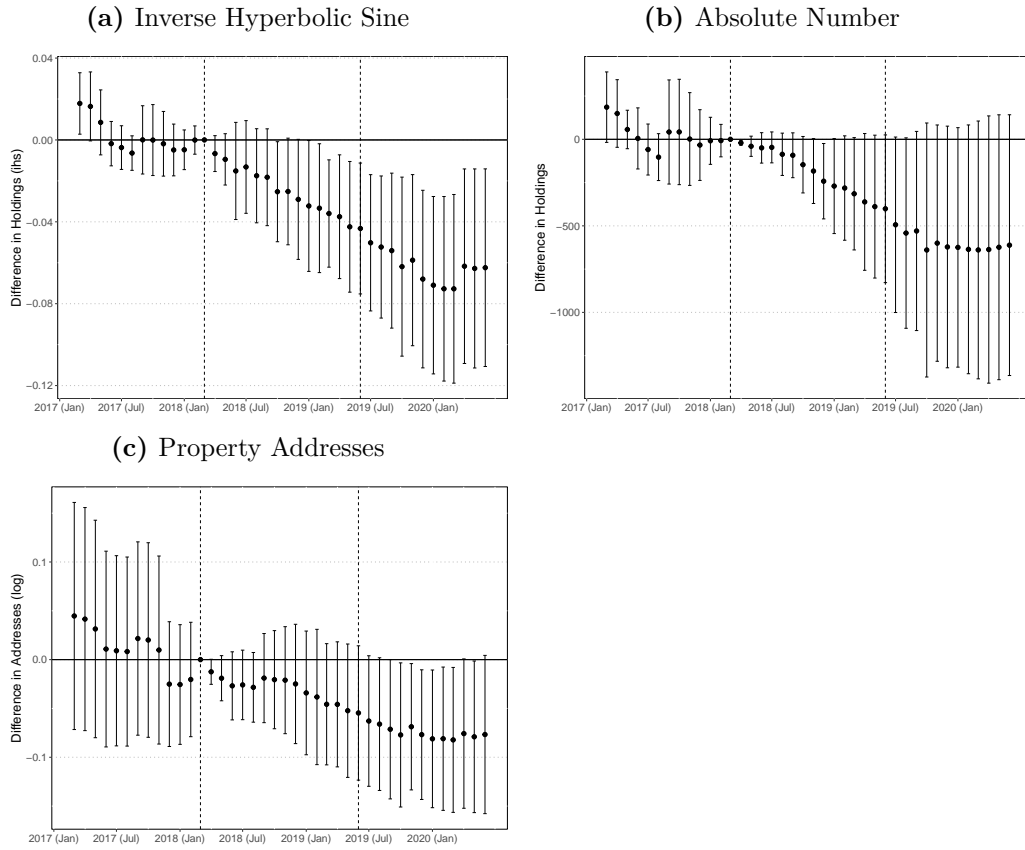 (a) Inverse Hyperbolic Sine
Difference in Holdings (ihs)
0.04
0.00
−0.04
−0.08
−0.12
2017 (Jan) 2017 (Jul) 2018 (Jan) 2018 (Jul) 2019 (Jan) 2019 (Jul) 2020 (Jan)
(b) Absolute Number
Difference in Holdings
0
−500
−1000
2017 (Jan) 2017 (Jul) 2018 (Jan) 2018 (Jul) 2019 (Jan) 2019 (Jul) 2020 (Jan)
(c) Property Addresses
Difference in Addresses (log)
0.1
0.0
−0.1
2017 (Jan) 2017 (Jul) 2018 (Jan) 2018 (Jul) 2019 (Jan) 2019 (Jul) 2020 (Jan)